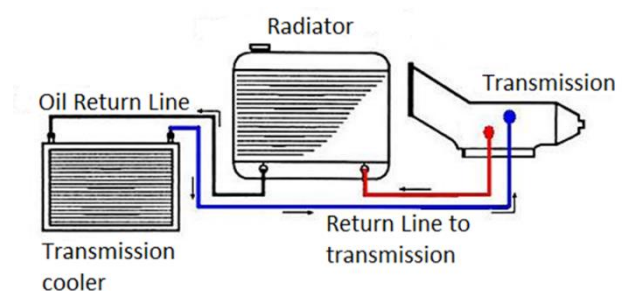 Radiator
Transmission
Oil Return Line
Return Line to
transmission
Transmission
cooler